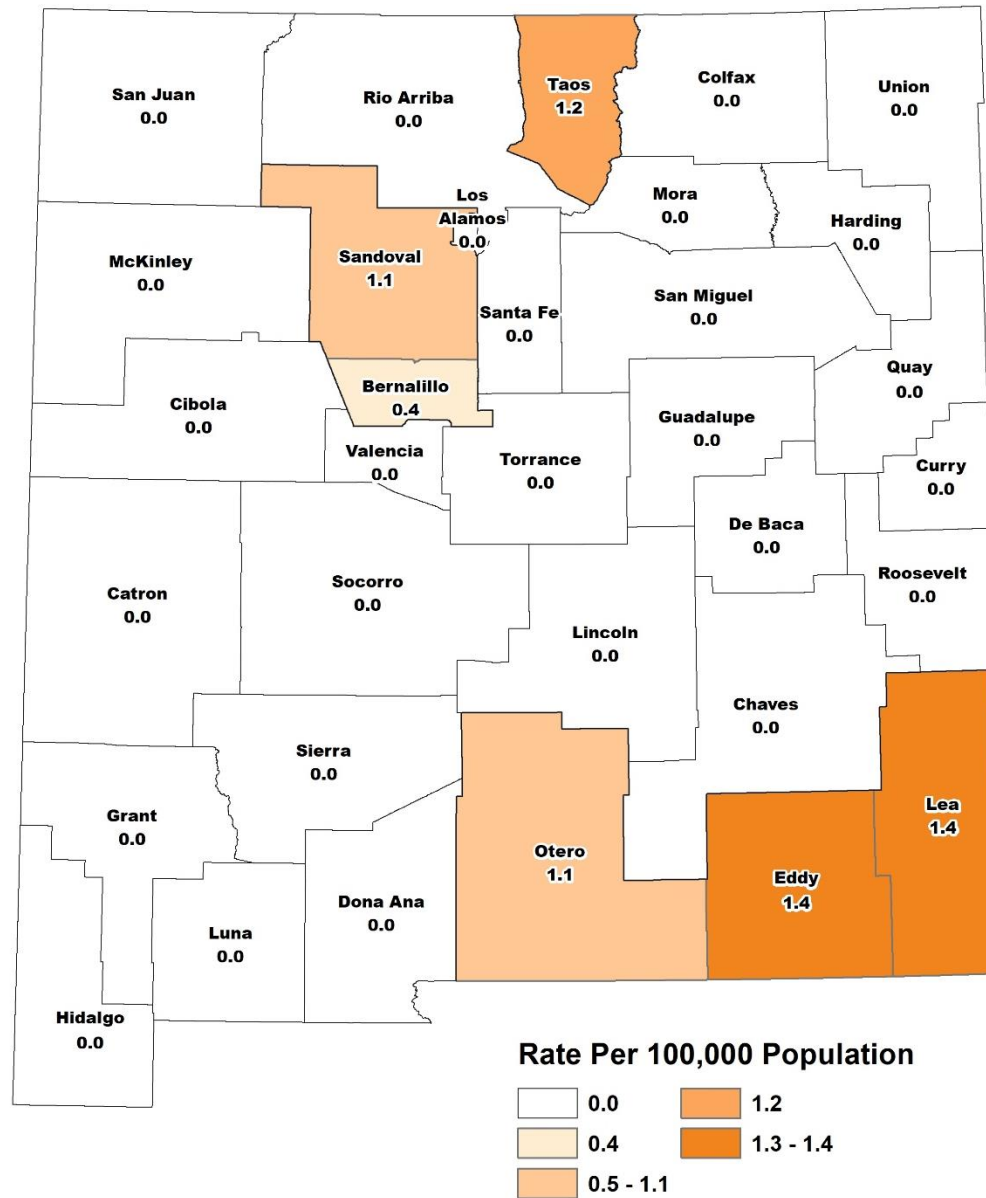 San Juan
0.0
Rio Arriba
0.0
Taos
1.2
Colfax
0.0
Union
0.0
Los
Alamos
0.0
Mora
0.0
Harding
0.0
McKinley
0.0
Sandoval
1.1
Santa Fe
0.0
San Miguel
0.0
Quay
0.0
Cibola
0.0
Bernalillo
0.4
Guadalupe
0.0
Valencia
0.0
Torrance
0.0
Curry
0.0
De Baca
0.0
Roosevelt
0.0
Catron
0.0
Socorro
0.0
Lincoln
0.0
Chaves
0.0
Sierra
0.0
Grant
0.0
Lea
1.4
Otero
1.1
Eddy
1.4
Dona Ana
0.0
Luna
0.0
Hidalgo
0.0
Rate Per 100,000 Population
0.0
1.2
0.4
1.3 - 1.4
0.5 - 1.1